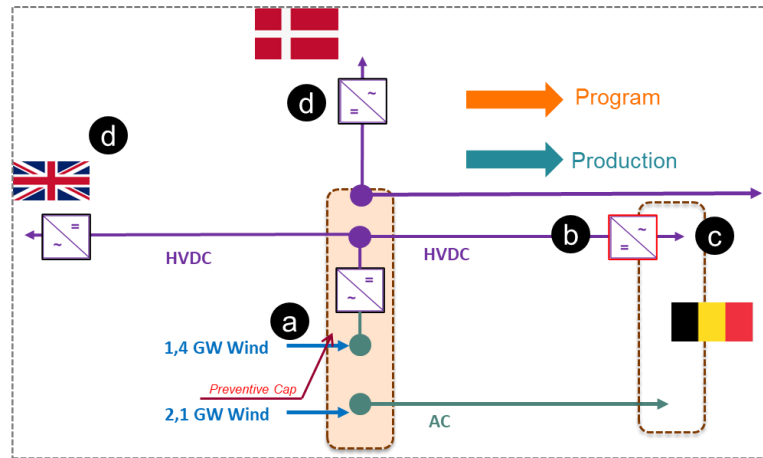 d
Program
d
Production
HVDC
HVDC
b
c
a
1,4 GW Wind
Preventive Cap
2,1 GW Wind
AC
~
=
=
~
~
=
=
~